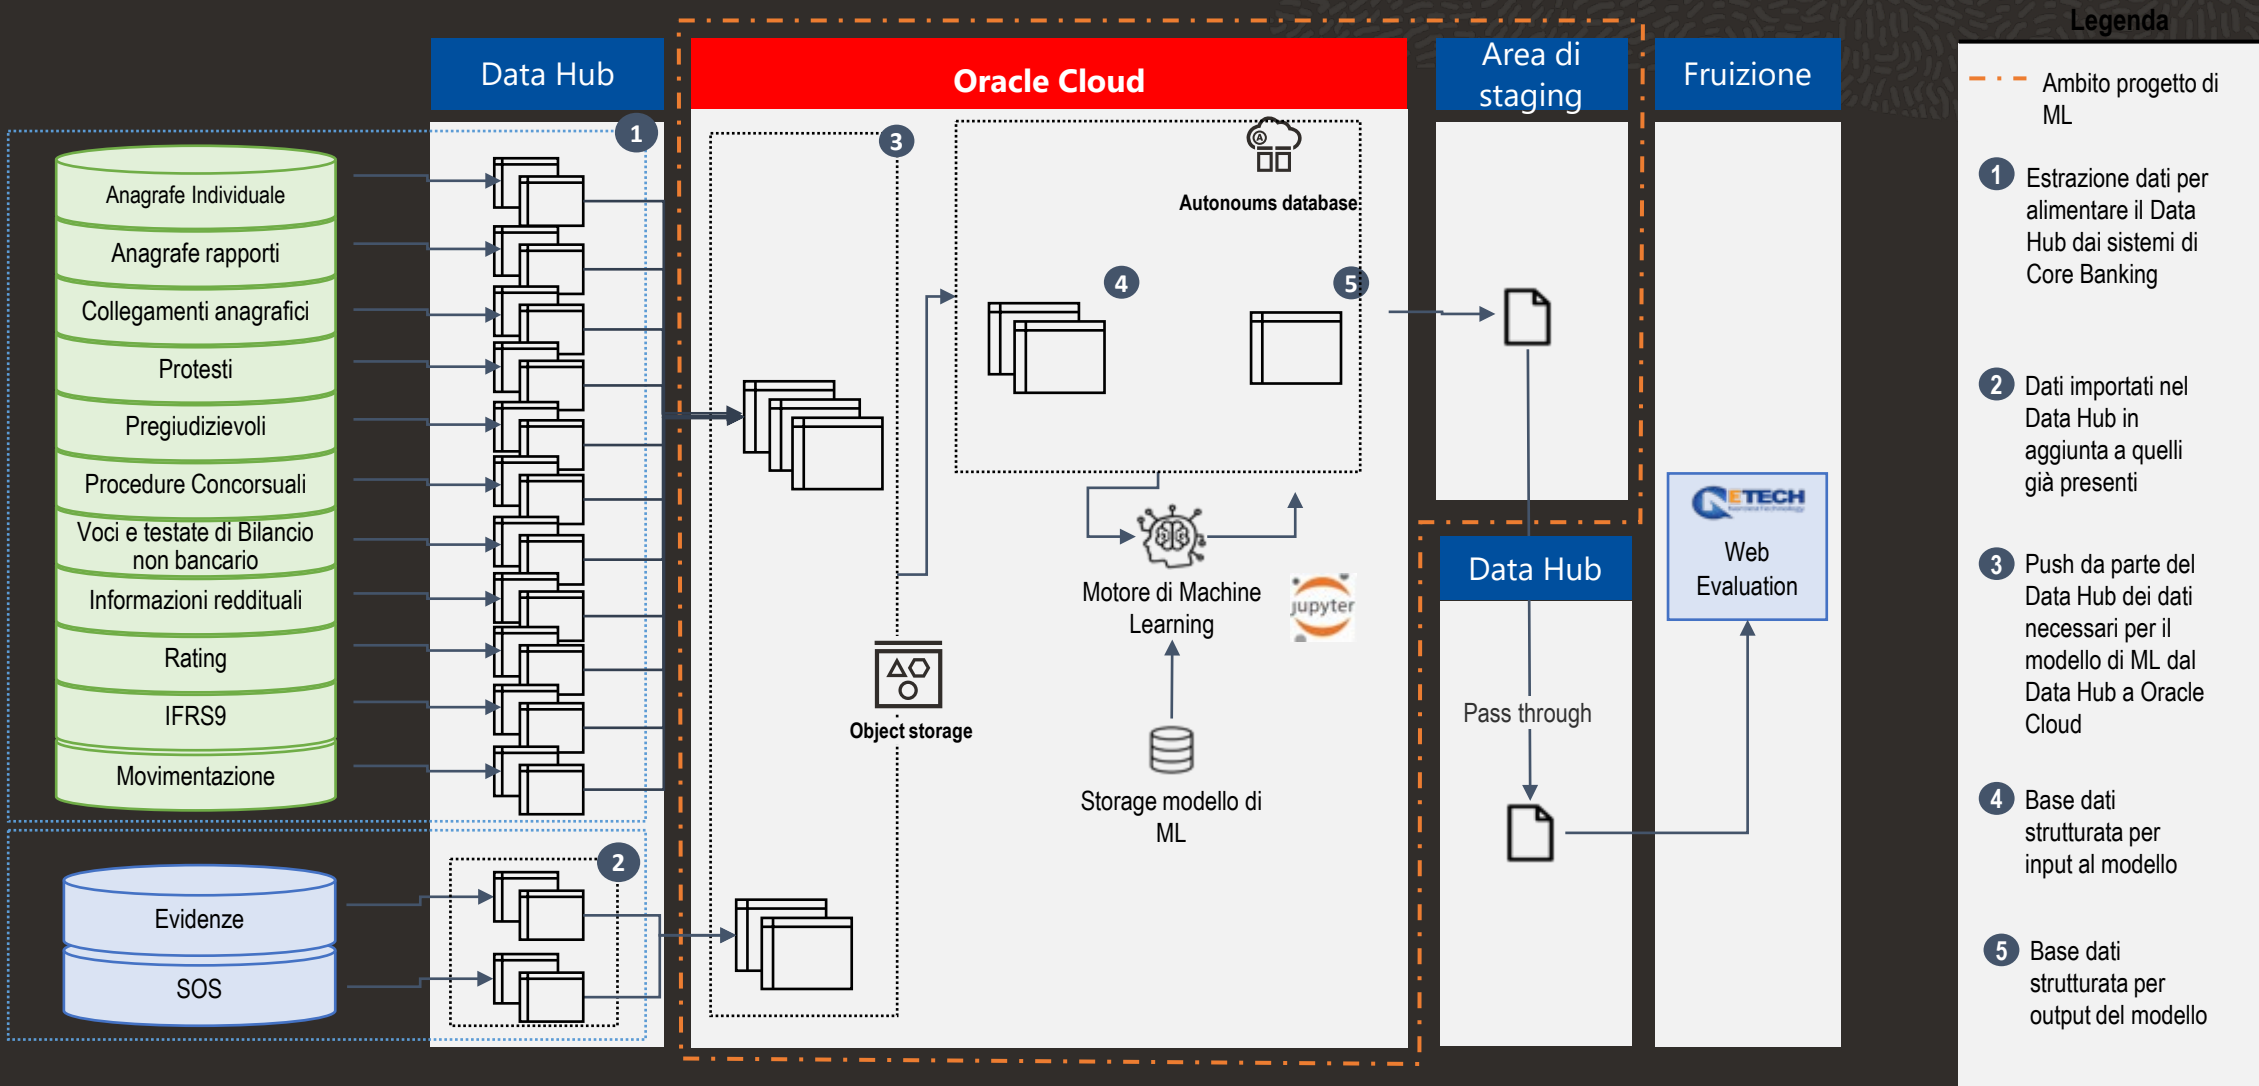 Data Hub
Oracle Cloud
Area di
staging
Fruizione
Legenda
Ambito progetto di
ML
1
Estrazione dati per
alimentare il Data
Hub dai sistemi di
Core Banking
2
Dati importati nel
Data Hub in
aggiunta a quelli
già presenti
3
Push da parte del
Data Hub dei dati
necessari per il
modello di ML dal
Data Hub a Oracle
Cloud
4
Base dati
strutturata per
input al modello
5
Base dati
strutturata per
output del modello
1
Anagrafe Individuale
Anagrafe rapporti
Collegamenti anagrafici
Protesti
Pregiudizievoli
Procedure Concorsuali
Voci e testate di Bilancio
non bancario
Informazioni reddituali
Rating
IFRS9
Movimentazione
2
Evidenze
SOS
3
Object storage
A
Autonoums database
4
5
Motore di Machine
Learning
jupyter
Storage modello di
ML
Data Hub
Pass through
NETECH
Web
Evaluation